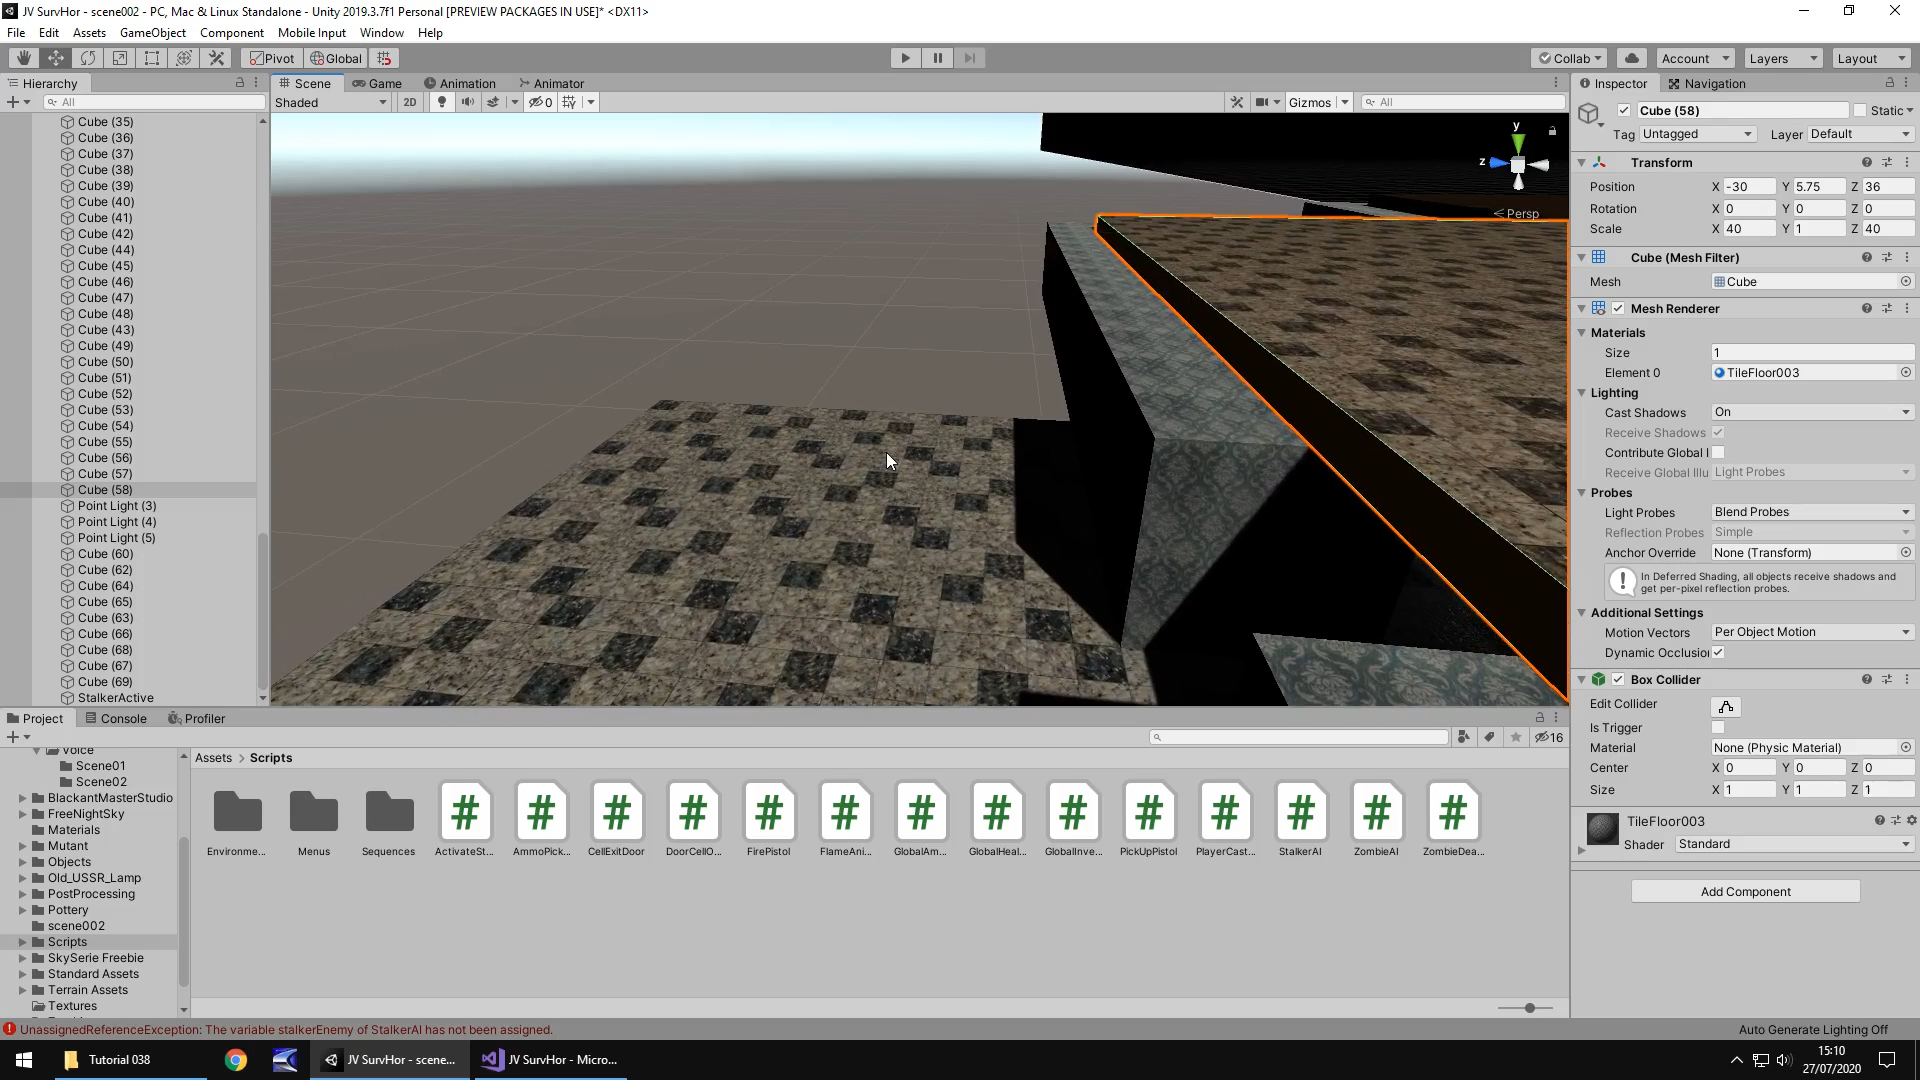 JV SurvHor - scene002 - PC, Mac & Linux Standalone - Unity 2019.3.7f1 Personal [PREVIEW PACKAGES IN USE]* <DX11>
File Edit Assets GameObject Component Mobile Input Window Help
Pivot Global Collab Account Layers Layout
Hierarchy
All
Cube (35)
Cube (36)
Cube (37)
Cube (38)
Cube (39)
Cube (40)
Cube (41)
Cube (42)
Cube (44)
Cube (45)
Cube (46)
Cube (47)
Cube (48)
Cube (43)
Cube (49)
Cube (50)
Cube (51)
Cube (52)
Cube (53)
Cube (54)
Cube (55)
Cube (56)
Cube (57)
Cube (58)
Point Light (3)
Point Light (4)
Point Light (5)
Cube (60)
Cube (62)
Cube (64)
Cube (65)
Cube (63)
Cube (66)
Cube (68)
Cube (67)
Cube (69)
StalkerActive
Scene Game Animation Animator
Shaded 2D 0 Gizmos All
y
z
Persp
Inspector Navigation
Cube (58) Static
Tag Untagged Layer Default
Transform
Position X -30 Y 5.75 Z 36
Rotation X 0 Y 0 Z 0
Scale X 40 Y 1 Z 40
Cube (Mesh Filter)
Mesh Cube
Mesh Renderer
Materials
Size 1
Element 0 TileFloor003
Lighting
Cast Shadows On
Receive Shadows
Contribute Global I
Receive Global Illu Light Probes
Probes
Light Probes Blend Probes
Reflection Probes Simple
Anchor Override None (Transform)
In Deferred Shading, all objects receive shadows and
get per-pixel reflection probes.
Additional Settings
Motion Vectors Per Object Motion
Dynamic Occlusion
Box Collider
Edit Collider
Is Trigger
Material None (Physic Material)
Center X 0 Y 0 Z 0
Size X 1 Y 1 Z 1
TileFloor003
Shader Standard
Add Component
Project Console Profiler
16
Voice
Scene01
Scene02
BlackantMasterStudio
FreeNightSky
Materials
Mutant
Objects
Old_USSR_Lamp
PostProcessing
Pottery
scene002
Scripts
SkySerie Freebie
Standard Assets
Terrain Assets
Textures
Assets > Scripts
Environme... Menus Sequences ActivateSt... AmmoPick... CellExitDoor DoorCellO... FirePistol FlameAni... GlobalAm... GlobalHeal... GlobalInve... PickUpPistol PlayerCast... StalkerAI ZombieAI ZombieDea...
UnassignedReferenceException: The variable stalkerEnemy of StalkerAI has not been assigned.
Auto Generate Lighting Off
Tutorial 038 JV SurvHor - scene... JV SurvHor - Micro...
15:10
27/07/2020